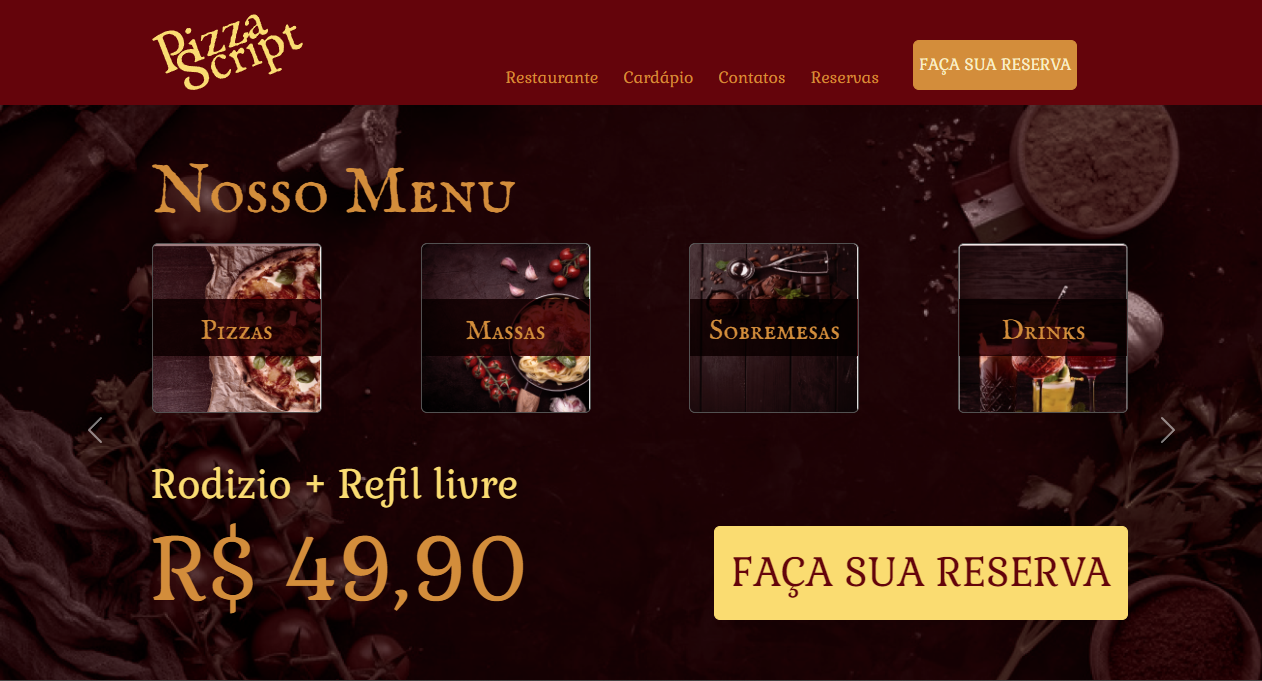 Pizza
Script
Restaurante Cardápio Contatos Reservas FAÇA SUA RESERVA
Nosso Menu
Pizzas Massas Sobremesas Drinks
Rodizio + Refil livre
R$ 49,90
FAÇA SUA RESERVA